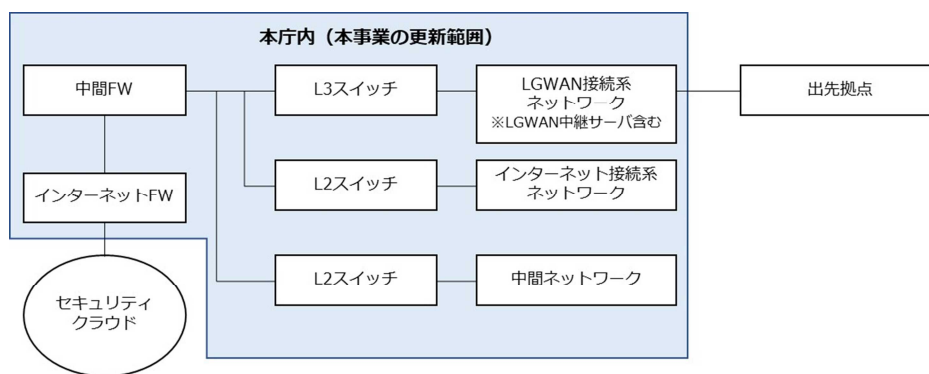 本庁内（本事業の更新範囲）
中間FW
L3スイッチ
LGWAN接続系
ネットワーク
※LGWAN中継サーバ含む
出先拠点
インターネットFW
L2スイッチ
インターネット接続系
ネットワーク
セキュリティ
クラウド
L2スイッチ
中間ネットワーク